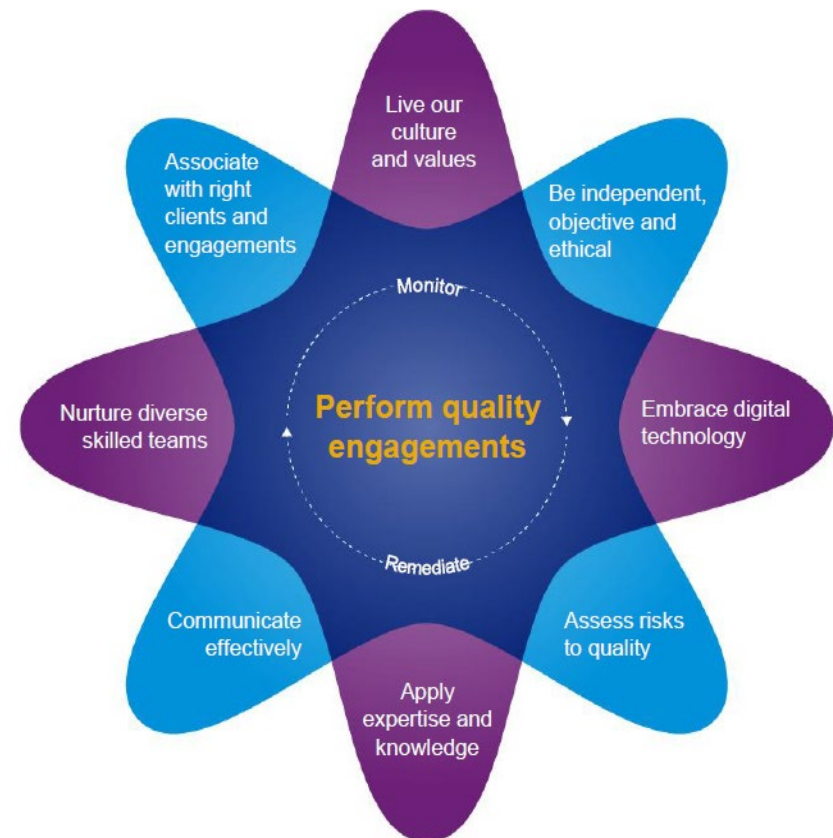 Live our
culture
and values
Be independent,
objective and
ethical
Embrace digital
technology
Assess risks
to quality
Apply
expertise and
knowledge
Communicate
effectively
Nurture diverse
skilled teams
Associate
with right
clients and
engagements
Monitor
Perform quality
engagements
Remediate